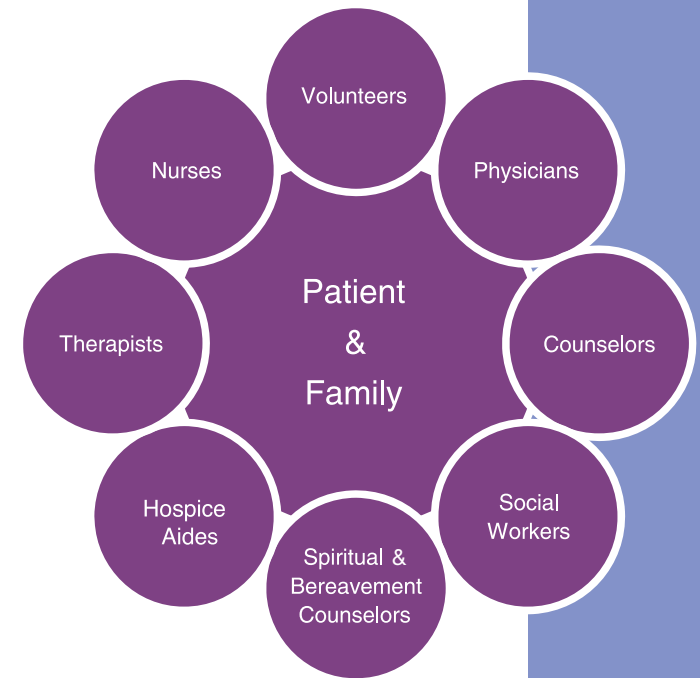 Volunteers
Nurses
Physicians
Patient
&
Family
Therapists
Counselors
Hospice
Aides
Social
Workers
Spiritual &
Bereavement
Counselors